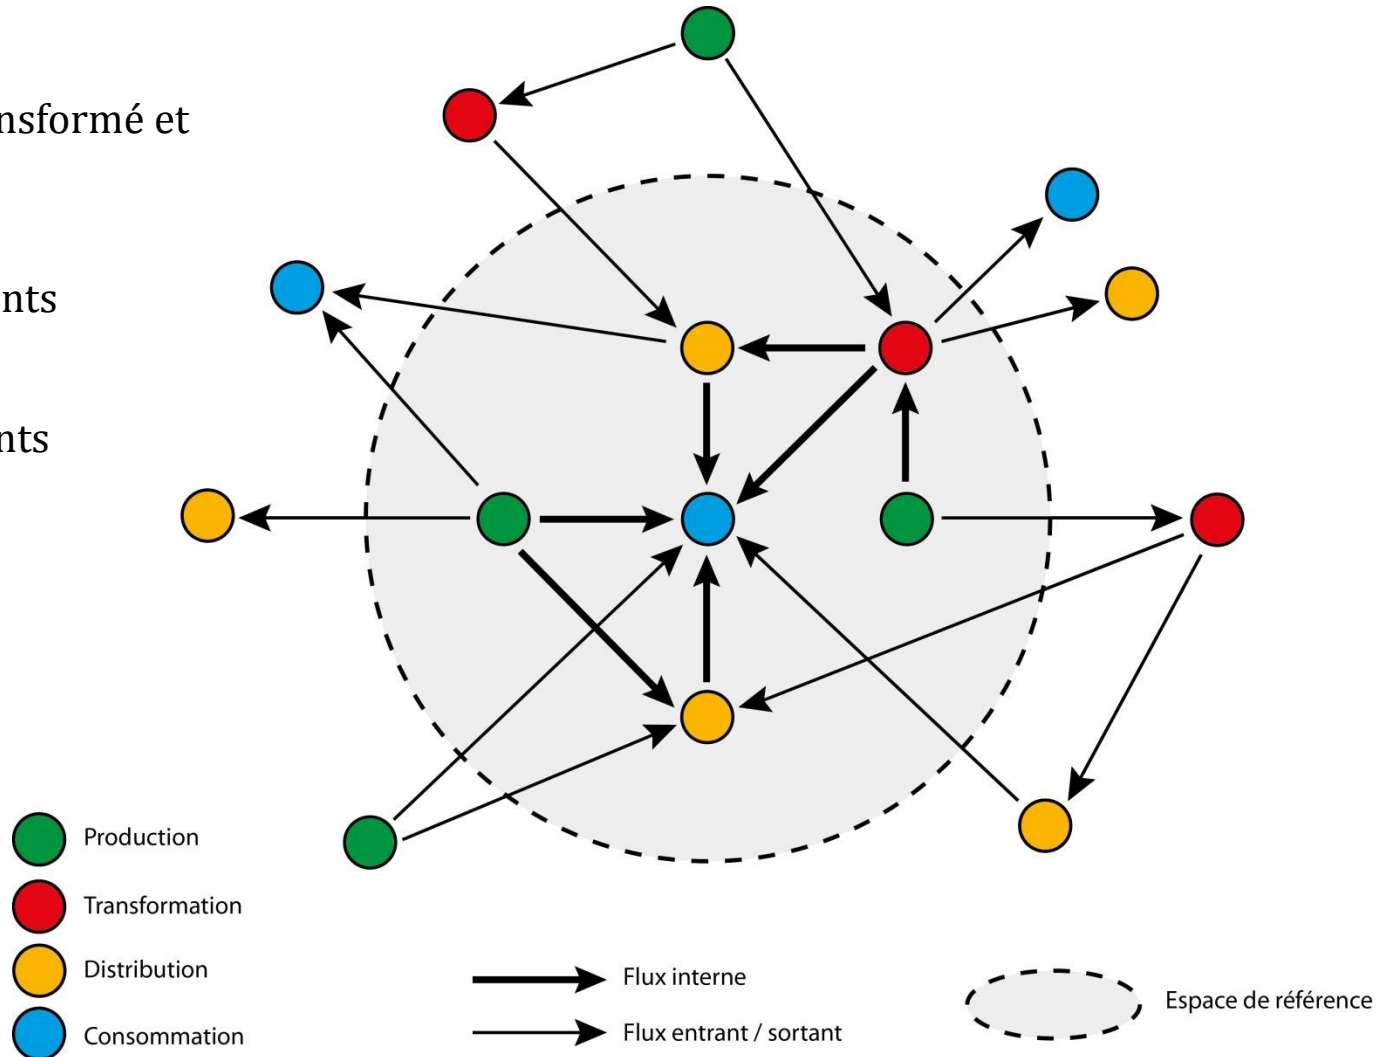 nsformé et
nts
nts
Production
Transformation
Distribution
Consommation
Flux interne
Flux entrant / sortant
Espace de référence